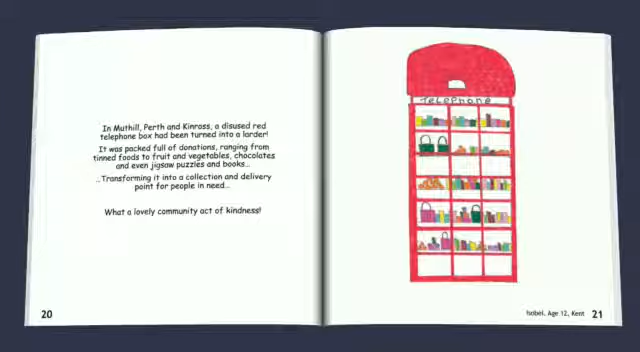 In Muthill, Perth and Kinross, a disused red
telephone box had been turned into a larder!
It was packed full of donations, ranging from
tinned foods to fruit and vegetables, chocolates
and even jigsaw puzzles and books...
...Transforming it into a collection and delivery
point for people in need...
What a lovely community act of kindness!
20
Telephone
Isobel, Age 12, Kent 21